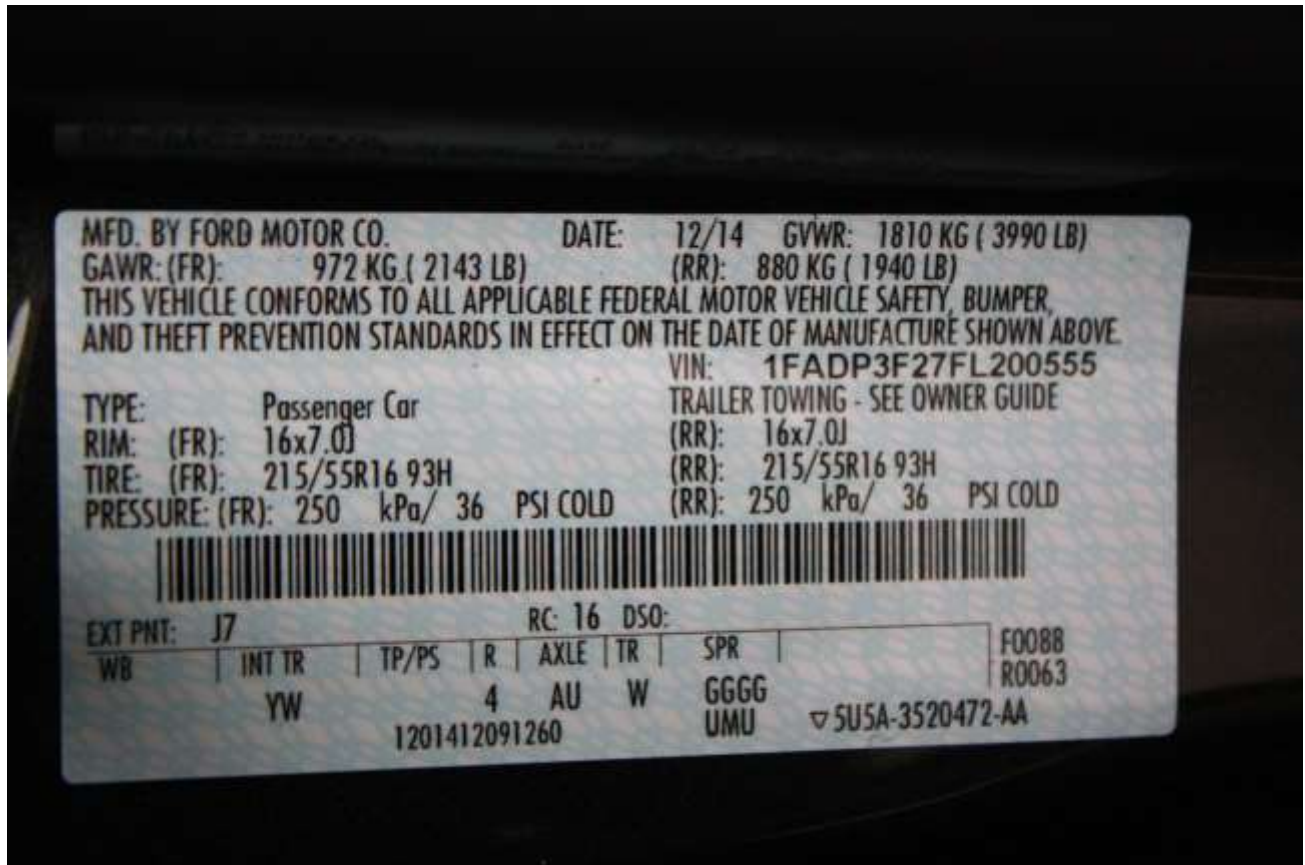 MFD. BY FORD MOTOR CO. DATE: 12/14 GVWR: 1810 KG ( 3990 LB)
GAWR: (FR): 972 KG ( 2143 LB) (RR): 880 KG ( 1940 LB)
THIS VEHICLE CONFORMS TO ALL APPLICABLE FEDERAL MOTOR VEHICLE SAFETY, BUMPER,
AND THEFT PREVENTION STANDARDS IN EFFECT ON THE DATE OF MANUFACTURE SHOWN ABOVE.
VIN: 1FADP3F27FL200555
TYPE: Passenger Car TRAILER TOWING - SEE OWNER GUIDE
RIM: (FR): 16x7.0J (RR): 16x7.0J
TIRE: (FR): 215/55R16 93H (RR): 215/55R16 93H
PRESSURE: (FR): 250 kPa/ 36 PSI COLD (RR): 250 kPa/ 36 PSI COLD
EXT PNT: J7 RC: 16 DSO:
WB INT TR TP/PS R AXLE TR SPR F0088
R0063
YW 4 AU W GGGG
1201412091260 UMU ▽5U5A-3520472-AA